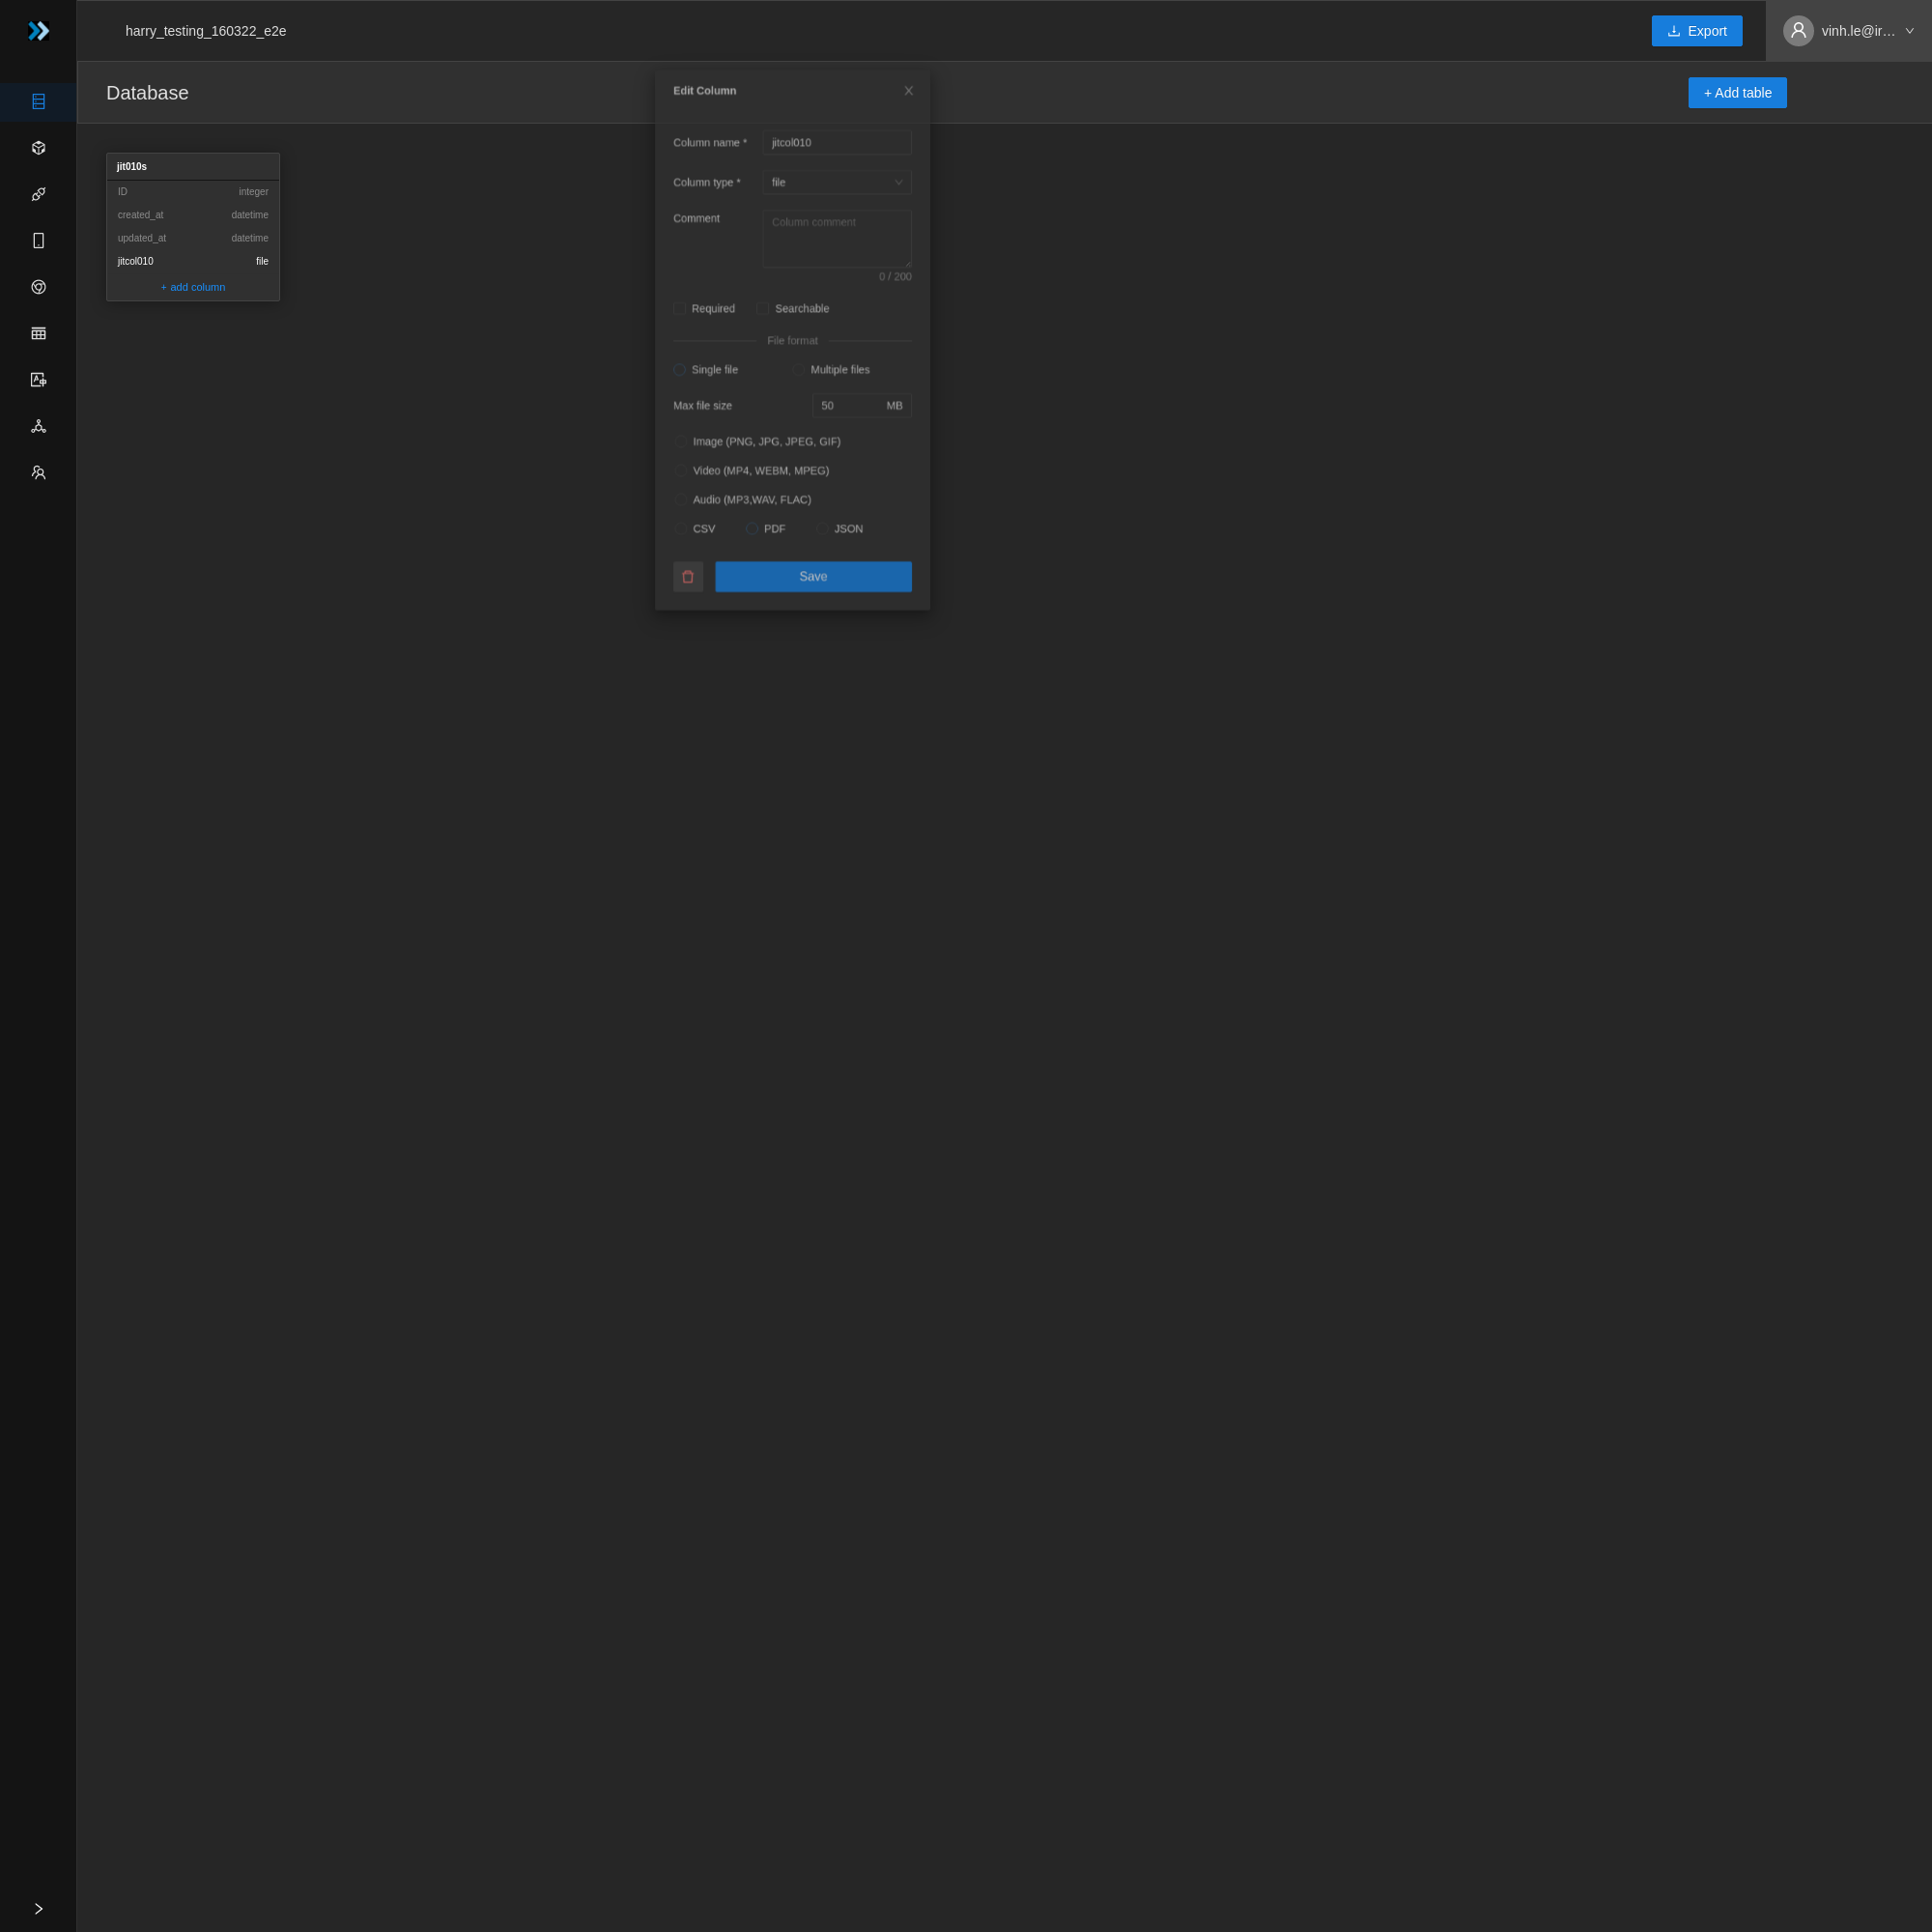 harry_testing_160322_e2e
Export
vinh.le@ir…
Database
+ Add table
jit010s
ID integer
created_at datetime
updated_at datetime
jitcol010 file
+ add column
Edit Column
Column name * jitcol010
Column type * file
Comment Column comment
0 / 200
Required Searchable
File format
Single file Multiple files
Max file size 50 MB
Image (PNG, JPG, JPEG, GIF)
Video (MP4, WEBM, MPEG)
Audio (MP3,WAV, FLAC)
CSV PDF JSON
Save